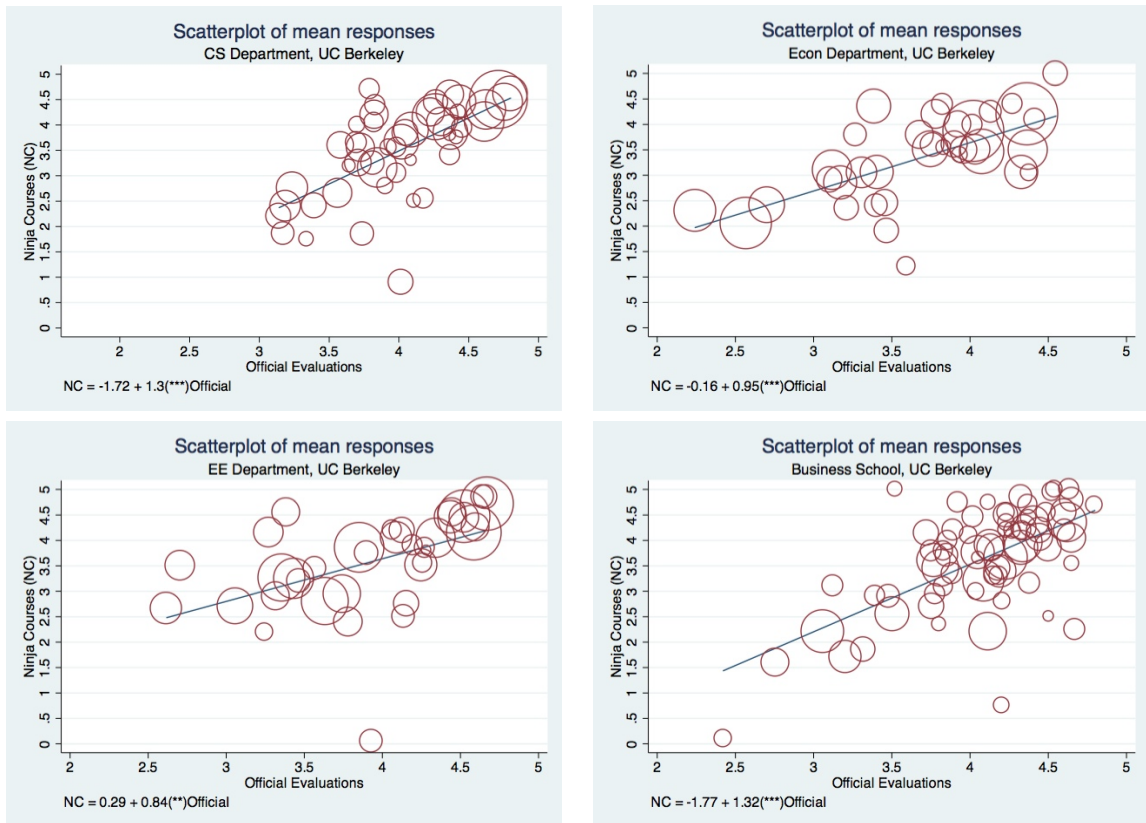 Scatterplot of mean responses
CS Department, UC Berkeley
Ninja Courses (NC)
5
4.5
4
3.5
3
2.5
2
1.5
1
.5
0
2 2.5 3 3.5 4 4.5 5
Official Evaluations
NC = -1.72 + 1.3(***)Official
Scatterplot of mean responses
Econ Department, UC Berkeley
Ninja Courses (NC)
5
4.5
4
3.5
3
2.5
2
1.5
1
.5
0
2 2.5 3 3.5 4 4.5 5
Official Evaluations
NC = -0.16 + 0.95(***)Official
Scatterplot of mean responses
EE Department, UC Berkeley
Ninja Courses (NC)
5
4.5
4
3.5
3
2.5
2
1.5
1
.5
0
2 2.5 3 3.5 4 4.5 5
Official Evaluations
NC = 0.29 + 0.84(**)Official
Scatterplot of mean responses
Business School, UC Berkeley
Ninja Courses (NC)
5
4.5
4
3.5
3
2.5
2
1.5
1
.5
0
2 2.5 3 3.5 4 4.5 5
Official Evaluations
NC = -1.77 + 1.32(***)Official